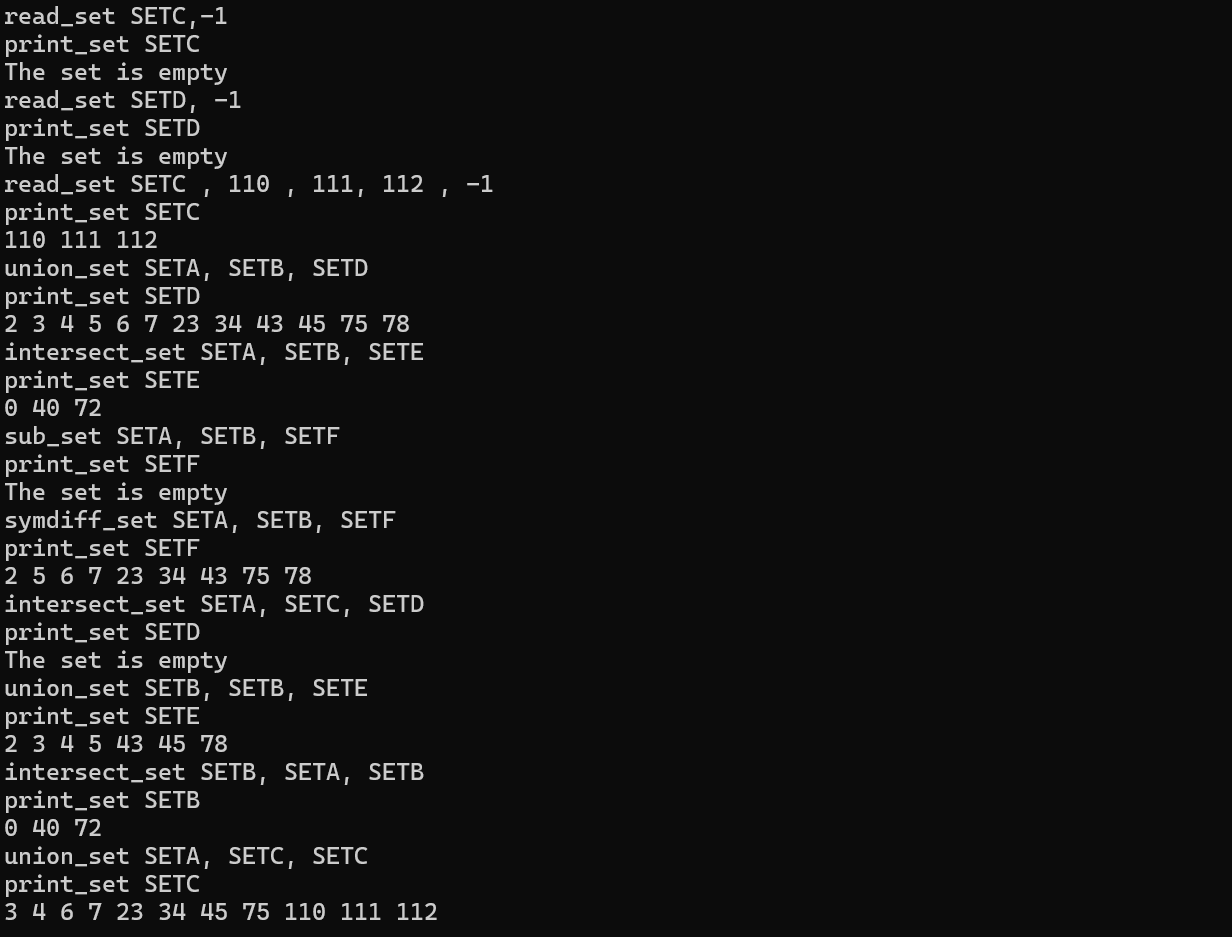 read_set SETC,-1
print_set SETC
The set is empty
read_set SETD, -1
print_set SETD
The set is empty
read_set SETC , 110 , 111, 112 , -1
print_set SETC
110 111 112
union_set SETA, SETB, SETD
print_set SETD
2 3 4 5 6 7 23 34 43 45 75 78
intersect_set SETA, SETB, SETE
print_set SETE
0 40 72
sub_set SETA, SETB, SETF
print_set SETF
The set is empty
symdiff_set SETA, SETB, SETF
print_set SETF
2 5 6 7 23 34 43 75 78
intersect_set SETA, SETC, SETD
print_set SETD
The set is empty
union_set SETB, SETB, SETE
print_set SETE
2 3 4 5 43 45 78
intersect_set SETB, SETA, SETB
print_set SETB
0 40 72
union_set SETA, SETC, SETC
print_set SETC
3 4 6 7 23 34 45 75 110 111 112